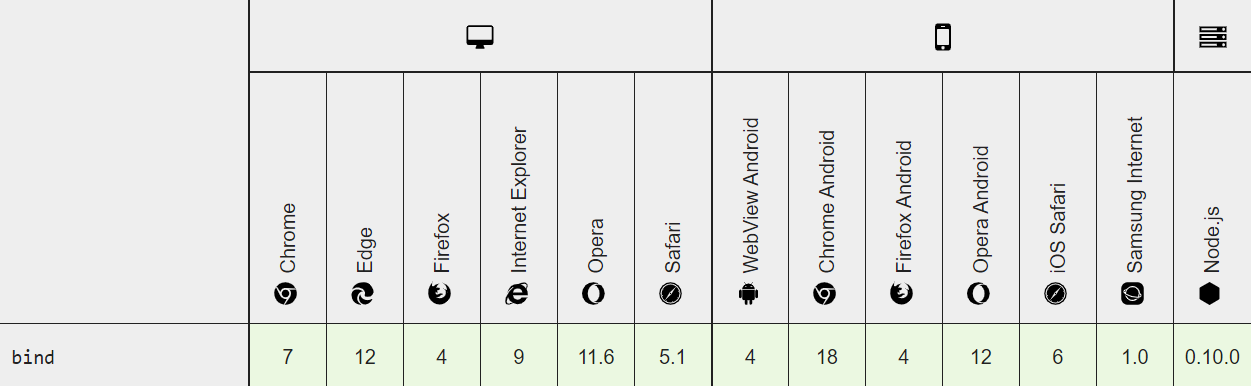 Chrome
Edge
Firefox
Internet Explorer
Opera
Safari
WebView Android
Chrome Android
Firefox Android
Opera Android
iOS Safari
Samsung Internet
Node.js
bind 7 12 4 9 11.6 5.1 4 18 4 12 6 1.0 0.10.0